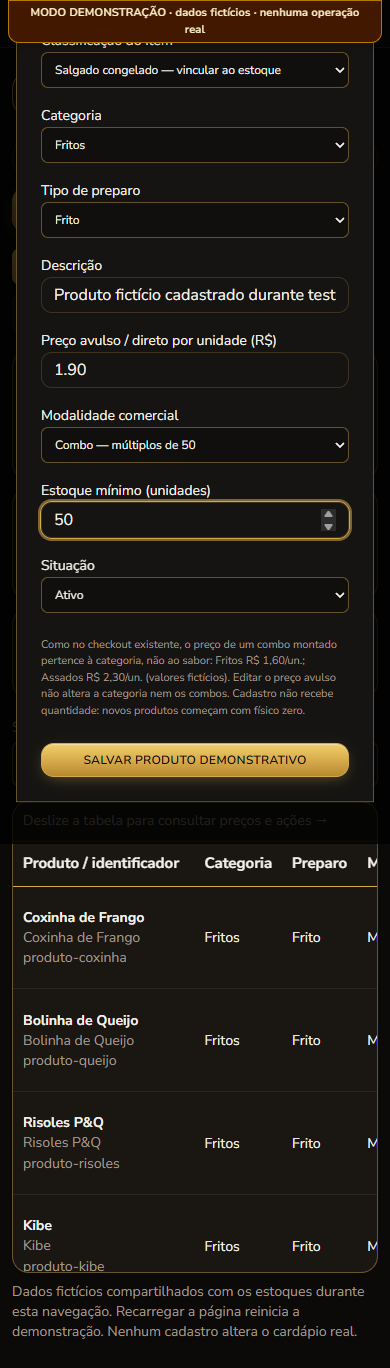 MODO DEMONSTRAÇÃO · dados fictícios · nenhuma operação
real
Classificação do item
Salgado congelado — vincular ao estoque
Categoria
Fritos
Tipo de preparo
Frito
Descrição
Produto fictício cadastrado durante test
Preço avulso / direto por unidade (R$)
1.90
Modalidade comercial
Combo — múltiplos de 50
Estoque mínimo (unidades)
50
Situação
Ativo
Como no checkout existente, o preço de um combo montado
pertence à categoria, não ao sabor: Fritos R$ 1,60/un.;
Assados R$ 2,30/un. (valores fictícios). Editar o preço avulso
não altera a categoria nem os combos. Cadastro não recebe
quantidade: novos produtos começam com físico zero.
SALVAR PRODUTO DEMONSTRATIVO
Deslize a tabela para consultar preços e ações →
Produto / identificador Categoria Preparo M
Coxinha de Frango
Coxinha de Frango Fritos Frito M
produto-coxinha
Bolinha de Queijo
Bolinha de Queijo Fritos Frito M
produto-queijo
Risoles P&Q
Risoles P&Q Fritos Frito M
produto-risoles
Kibe
Kibe Fritos Frito M
produto-kibe
Dados fictícios compartilhados com os estoques durante
esta navegação. Recarregar a página reinicia a
demonstração. Nenhum cadastro altera o cardápio real.